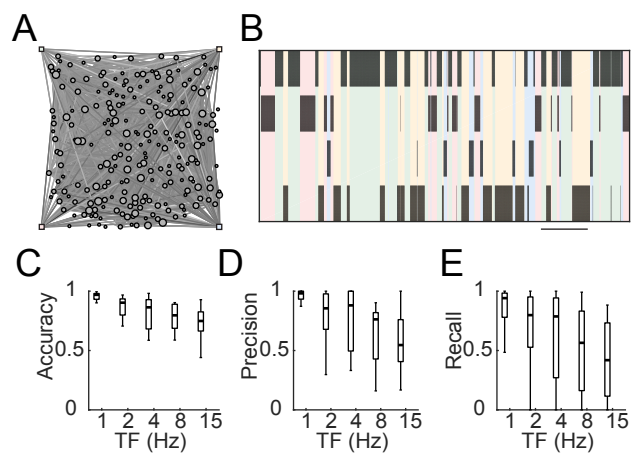 A
B
C
D
E
Accuracy
1
0.5
0
1 2 4 8 15
TF (Hz)
Precision
1
0.5
0
1 2 4 8 15
TF (Hz)
Recall
1
0.5
0
1 2 4 8 15
TF (Hz)